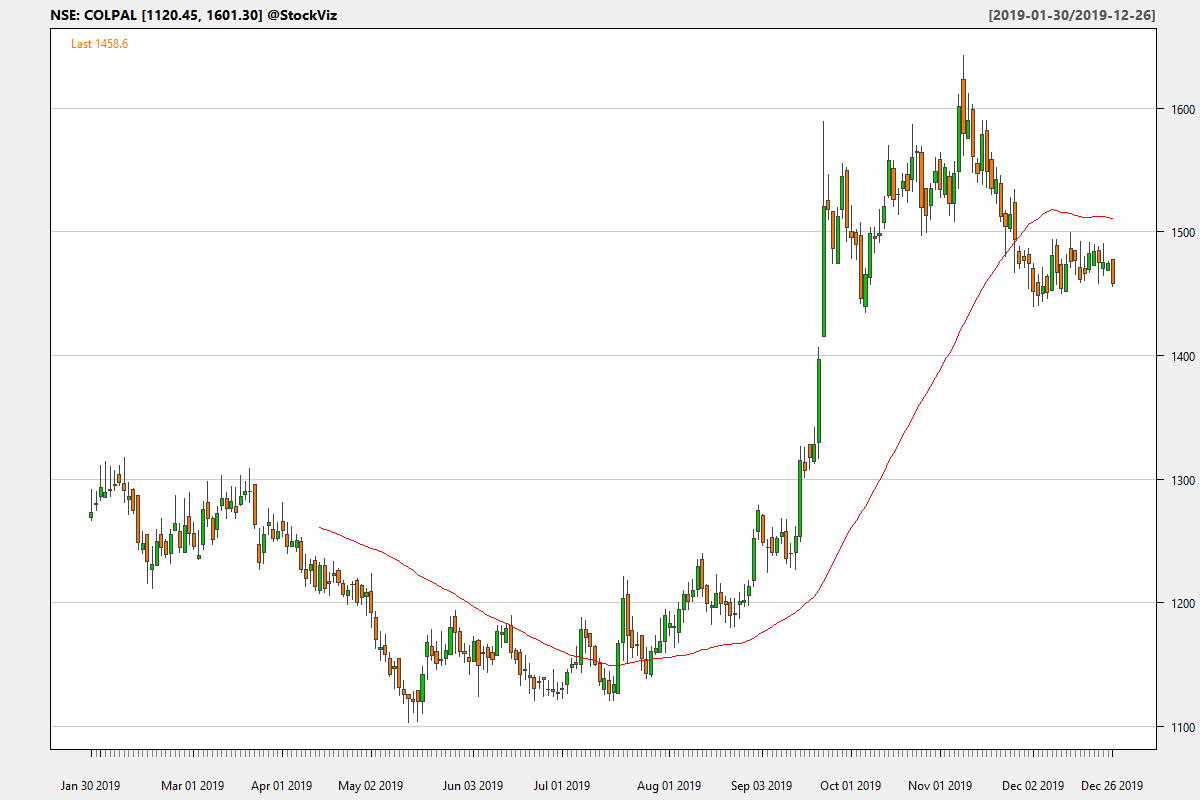 NSE: COLPAL [1120.45, 1601.30] @StockViz
[2019-01-30/2019-12-26]
Last 1458.6
1600
1500
1400
1300
1200
1100
Jan 30 2019
Mar 01 2019
Apr 01 2019
May 02 2019
Jun 03 2019
Jul 01 2019
Aug 01 2019
Sep 03 2019
Oct 01 2019
Nov 01 2019
Dec 02 2019
Dec 26 2019